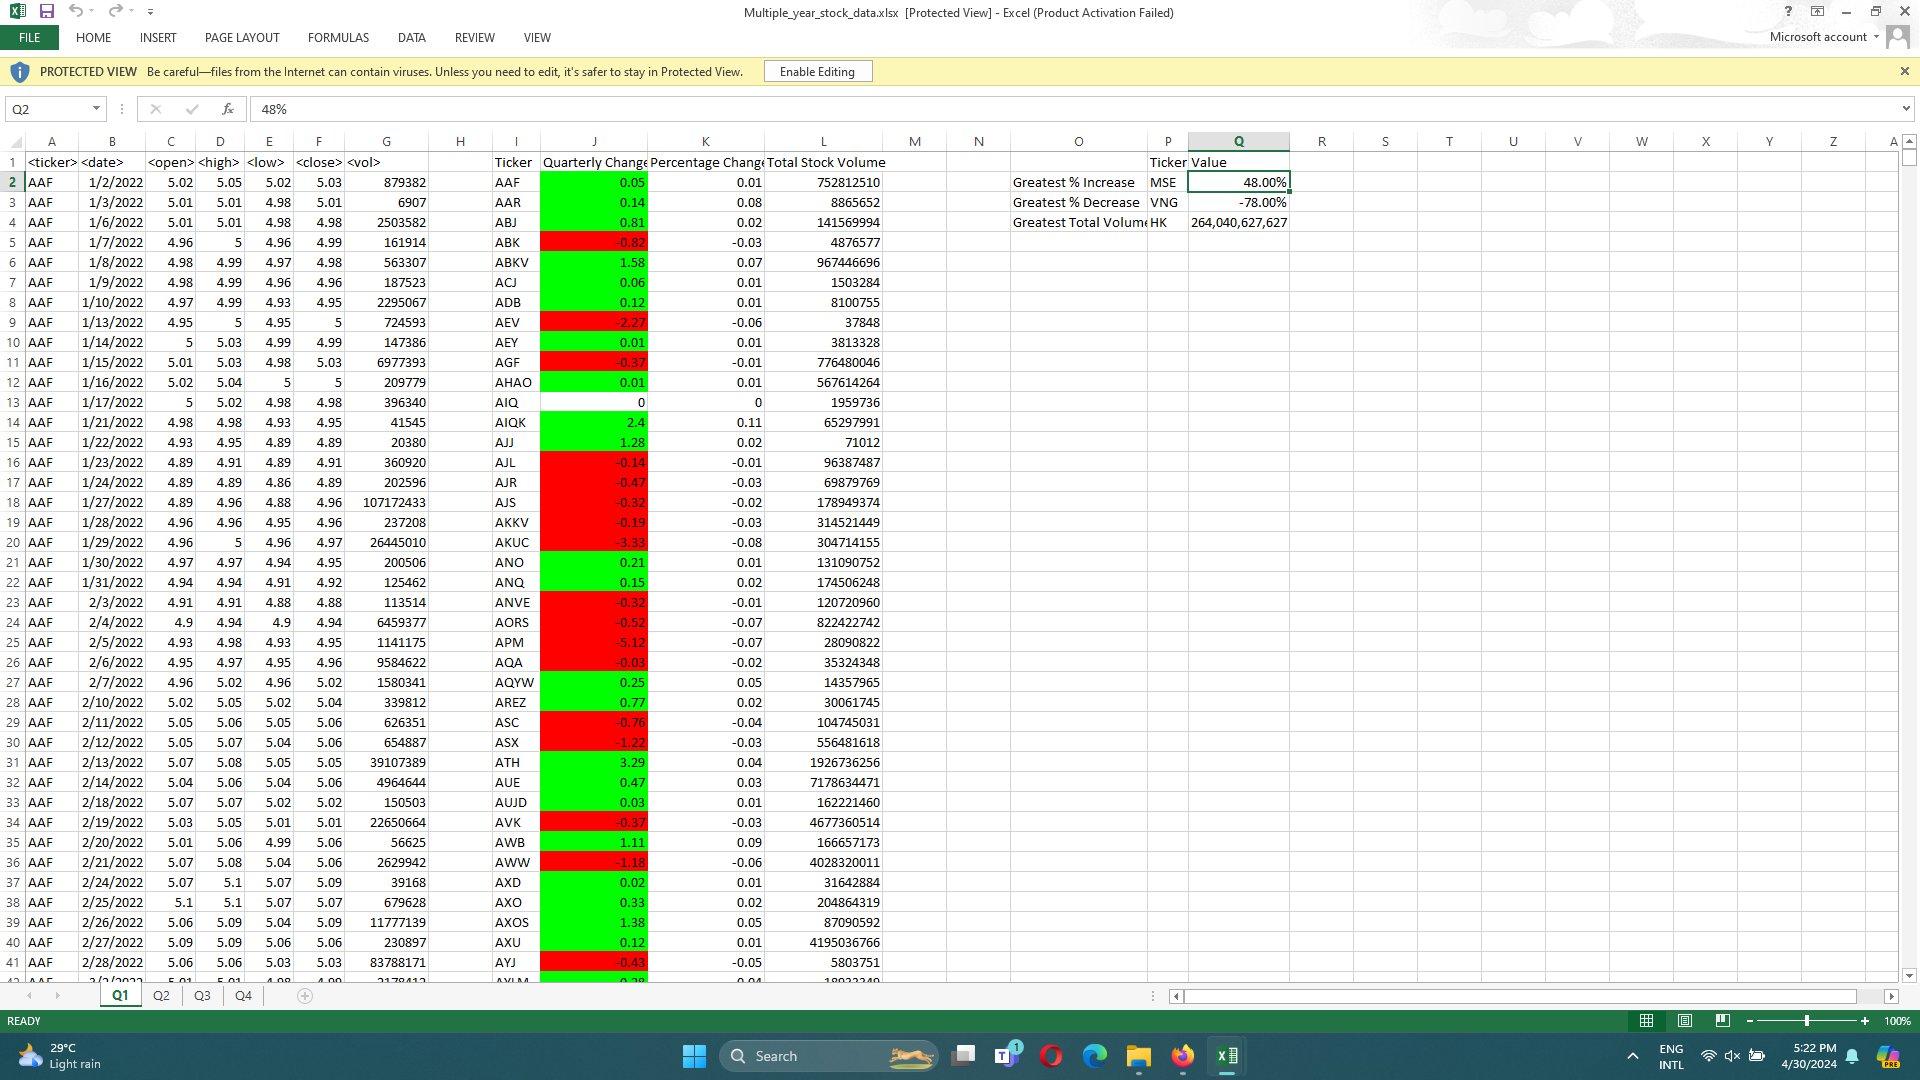 Multiple_year_stock_data.xlsx [Protected View] - Excel (Product Activation Failed)
FILE HOME INSERT PAGE LAYOUT FORMULAS DATA REVIEW VIEW Microsoft account
PROTECTED VIEW Be careful—files from the Internet can contain viruses. Unless you need to edit, it's safer to stay in Protected View. Enable Editing
Q2 fx 48%
A B C D E F G H I J K L M N O P Q R S T U V W X Y Z A
1 <ticker> <date> <open> <high> <low> <close> <vol> Ticker Quarterly Change Percentage Change Total Stock Volume Ticker Value
2 AAF 1/2/2022 5.02 5.05 5.02 5.03 879382 AAF 0.05 0.01 752812510 Greatest % Increase MSE 48.00%
3 AAF 1/3/2022 5.01 5.01 4.98 5.01 6907 AAR 0.14 0.08 8865652 Greatest % Decrease VNG -78.00%
4 AAF 1/6/2022 5.01 5.01 4.98 4.98 2503582 ABJ 0.81 0.02 141569994 Greatest Total Volume HK 264,040,627,627
5 AAF 1/7/2022 4.96 5 4.96 4.99 161914 ABK -0.82 -0.03 4876577
6 AAF 1/8/2022 4.98 4.99 4.97 4.98 563307 ABKV 1.58 0.07 967446696
7 AAF 1/9/2022 4.98 4.99 4.96 4.96 187523 ACJ 0.06 0.01 1503284
8 AAF 1/10/2022 4.97 4.99 4.93 4.95 2295067 ADB 0.12 0.01 8100755
9 AAF 1/13/2022 4.95 5 4.95 5 724593 AEV -2.27 -0.06 37848
10 AAF 1/14/2022 5 5.03 4.99 4.99 147386 AEY 0.01 0.01 3813328
11 AAF 1/15/2022 5.01 5.03 4.98 5.03 6977393 AGF -0.37 -0.01 776480046
12 AAF 1/16/2022 5.02 5.04 5 5 209779 AHAO 0.01 0.01 567614264
13 AAF 1/17/2022 5 5.02 4.98 4.98 396340 AIQ 0 0 1959736
14 AAF 1/21/2022 4.98 4.98 4.93 4.95 41545 AIQK 2.4 0.11 65297991
15 AAF 1/22/2022 4.93 4.95 4.89 4.89 20380 AJJ 1.28 0.02 71012
16 AAF 1/23/2022 4.89 4.91 4.89 4.91 360920 AJL -0.14 -0.01 96387487
17 AAF 1/24/2022 4.89 4.89 4.86 4.89 202596 AJR -0.47 -0.03 69879769
18 AAF 1/27/2022 4.89 4.96 4.88 4.96 107172433 AJS -0.32 -0.02 178949374
19 AAF 1/28/2022 4.96 4.96 4.95 4.96 237208 AKKV -0.19 -0.03 314521449
20 AAF 1/29/2022 4.96 5 4.96 4.97 26445010 AKUC -3.33 -0.08 304714155
21 AAF 1/30/2022 4.97 4.97 4.94 4.95 200506 ANO 0.21 0.01 131090752
22 AAF 1/31/2022 4.94 4.94 4.91 4.92 125462 ANQ 0.15 0.02 174506248
23 AAF 2/3/2022 4.91 4.91 4.88 4.88 113514 ANVE -0.32 -0.01 120720960
24 AAF 2/4/2022 4.9 4.94 4.9 4.94 6459377 AORS -0.52 -0.07 822422742
25 AAF 2/5/2022 4.93 4.98 4.93 4.95 1141175 APM -5.12 -0.07 28090822
26 AAF 2/6/2022 4.95 4.97 4.95 4.96 9584622 AQA -0.03 -0.02 35324348
27 AAF 2/7/2022 4.96 5.02 4.96 5.02 1580341 AQYW 0.25 0.05 14357965
28 AAF 2/10/2022 5.02 5.05 5.02 5.04 339812 AREZ 0.77 0.02 30061745
29 AAF 2/11/2022 5.05 5.06 5.05 5.06 626351 ASC -0.76 -0.04 104745031
30 AAF 2/12/2022 5.05 5.07 5.04 5.06 654887 ASX -1.22 -0.03 556481618
31 AAF 2/13/2022 5.07 5.08 5.05 5.05 39107389 ATH 3.29 0.04 1926736256
32 AAF 2/14/2022 5.04 5.06 5.04 5.06 4964644 AUE 0.47 0.03 7178634471
33 AAF 2/18/2022 5.07 5.07 5.02 5.02 150503 AUJD 0.03 0.01 162221460
34 AAF 2/19/2022 5.03 5.05 5.01 5.01 22650664 AVK -0.37 -0.03 4677360514
35 AAF 2/20/2022 5.01 5.06 4.99 5.06 56625 AWB 1.11 0.09 166657173
36 AAF 2/21/2022 5.07 5.08 5.04 5.06 2629942 AWW -1.18 -0.06 4028320011
37 AAF 2/24/2022 5.07 5.1 5.07 5.09 39168 AXD 0.02 0.01 31642884
38 AAF 2/25/2022 5.1 5.1 5.07 5.07 679628 AXO 0.33 0.02 204864319
39 AAF 2/26/2022 5.06 5.09 5.04 5.09 11777139 AXOS 1.38 0.05 87090592
40 AAF 2/27/2022 5.09 5.09 5.06 5.06 230897 AXU 0.12 0.01 4195036766
41 AAF 2/28/2022 5.06 5.06 5.03 5.03 83788171 AYJ -0.43 -0.05 5803751
Q1 Q2 Q3 Q4
READY 100%
29°C
Light rain
Search
1
ENG
INTL
5:22 PM
4/30/2024
PRE